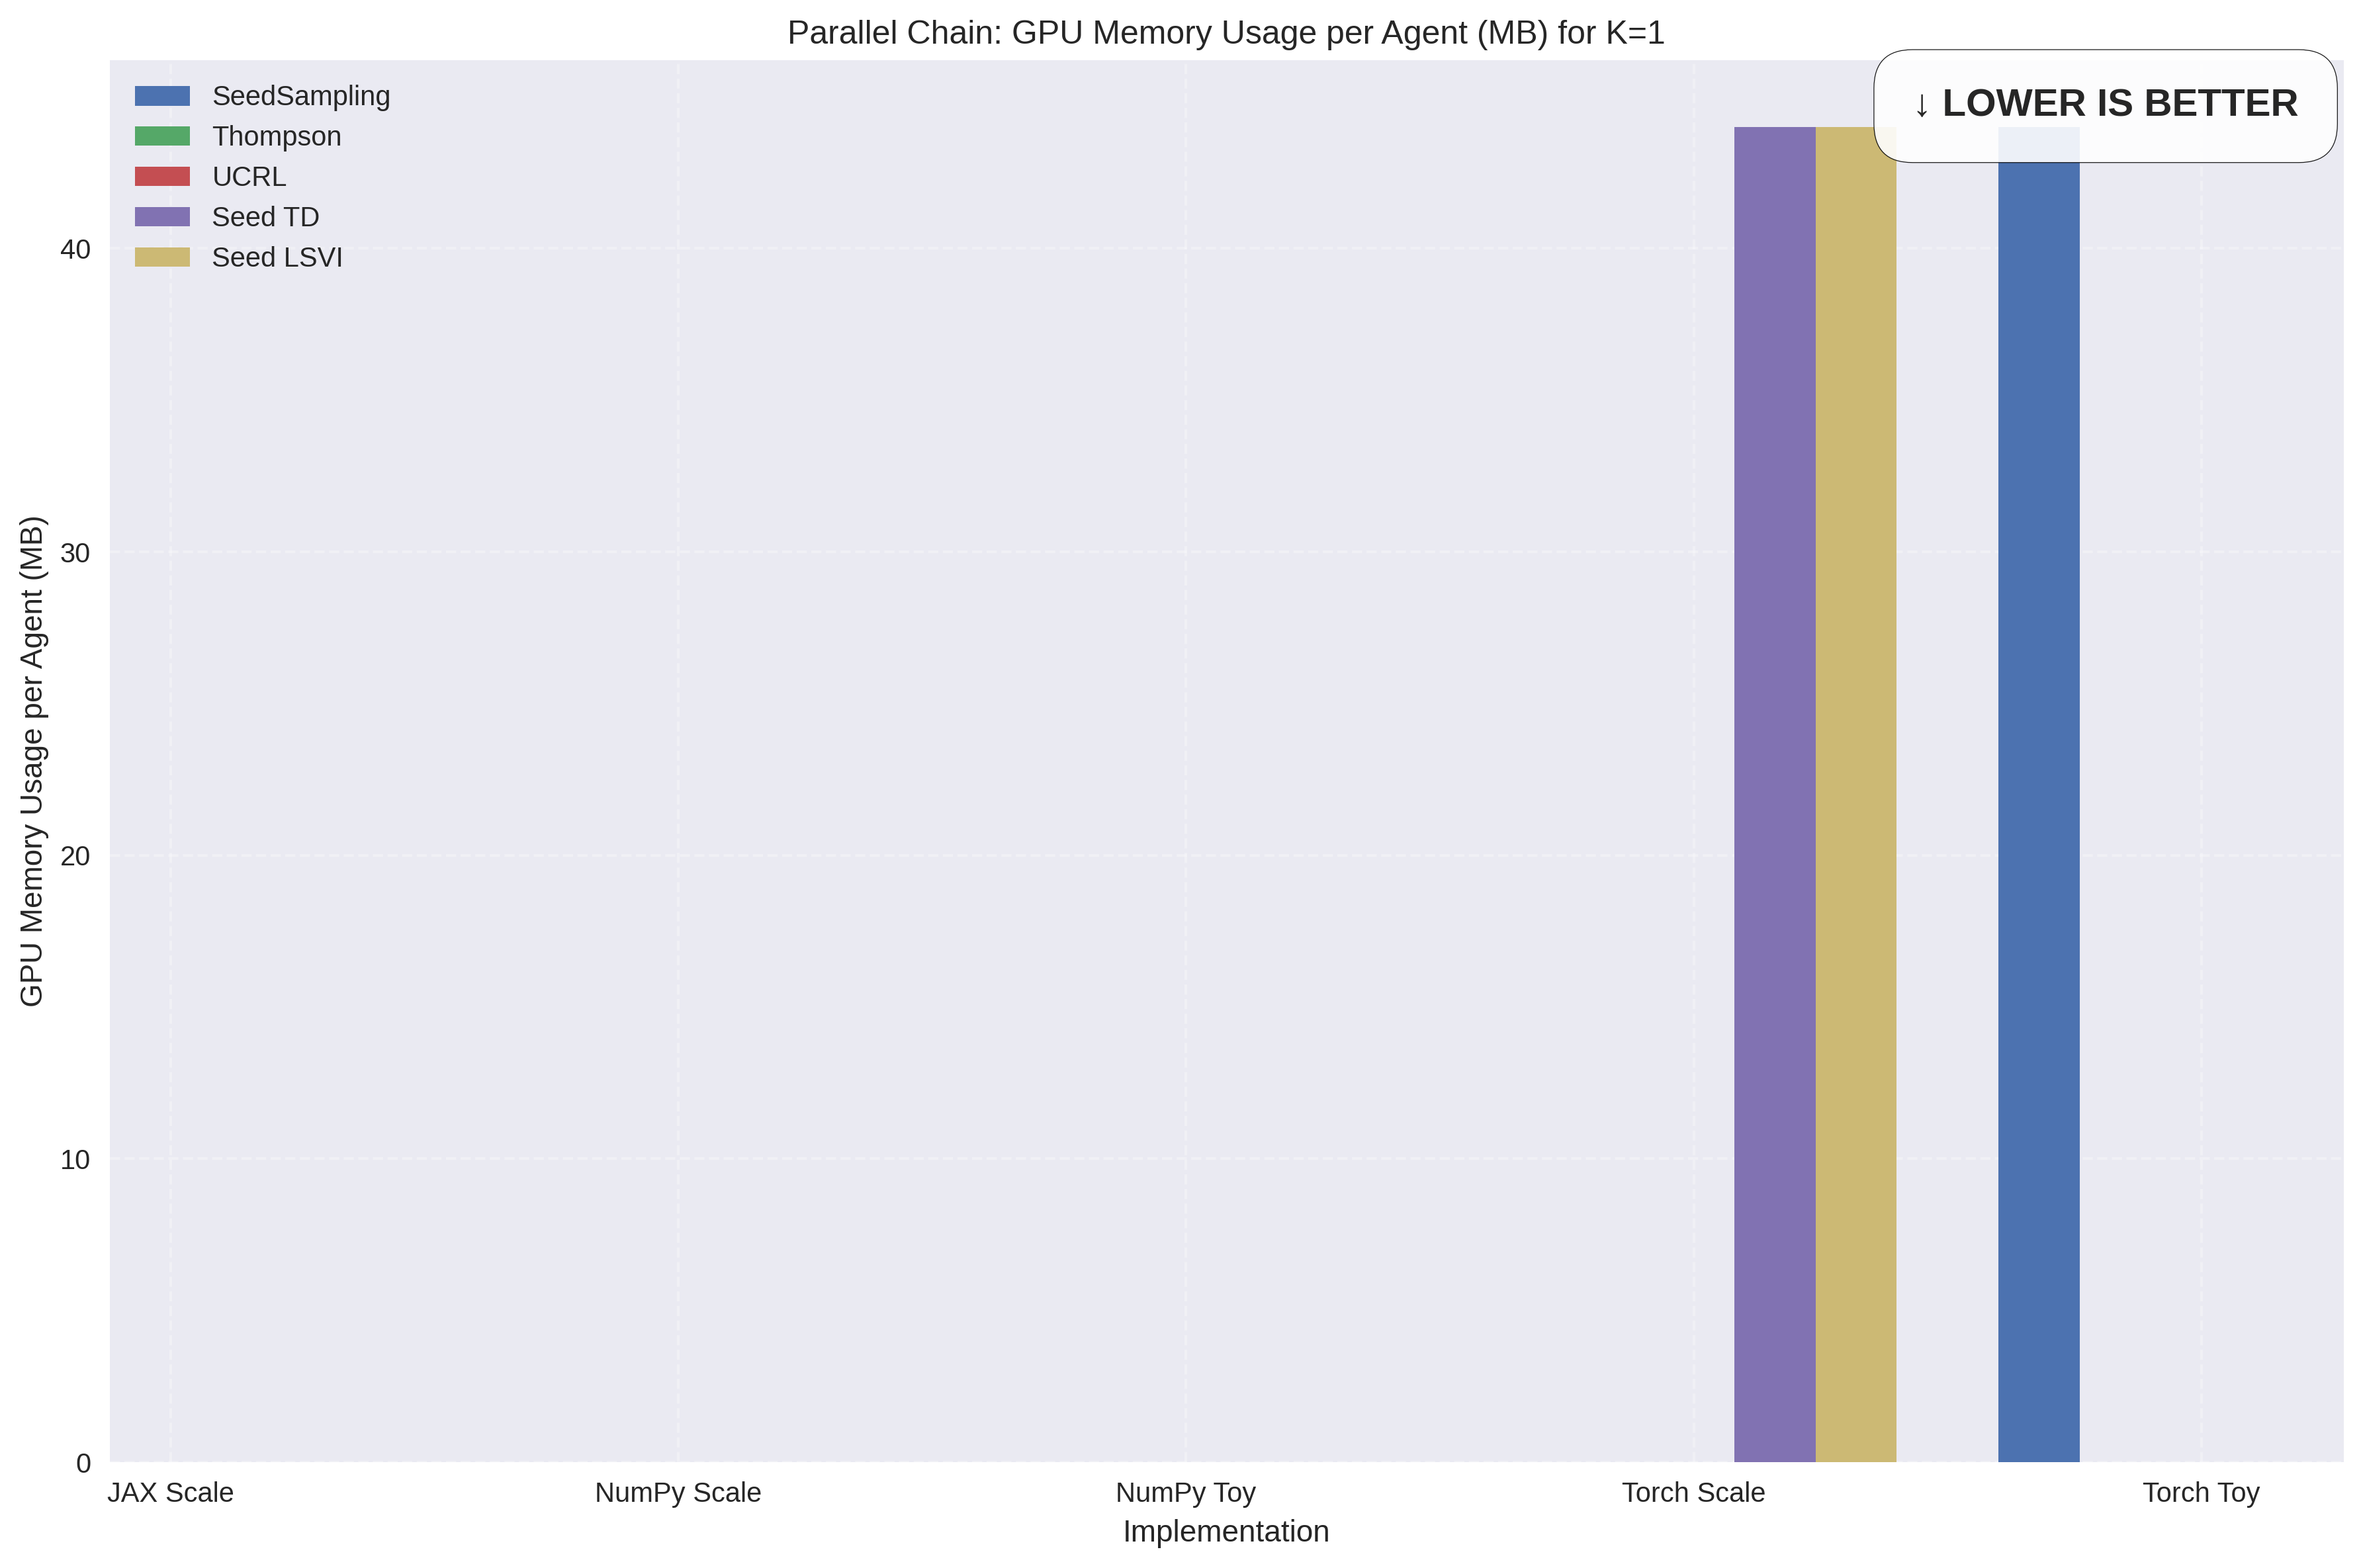 Parallel Chain: GPU Memory Usage per Agent (MB) for K=1
↓ LOWER IS BETTER
SeedSampling
Thompson
UCRL
Seed TD
Seed LSVI
GPU Memory Usage per Agent (MB)
40
30
20
10
0
JAX Scale
NumPy Scale
NumPy Toy
Torch Scale
Torch Toy
Implementation